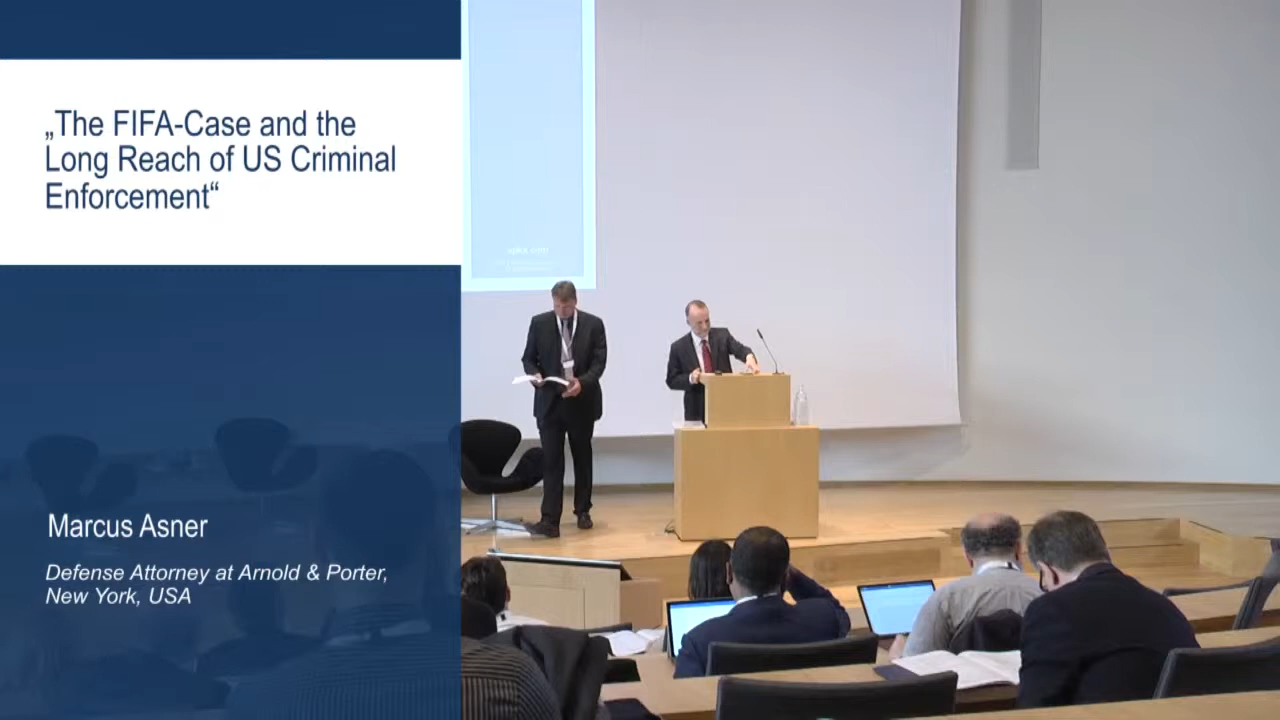 „The FIFA-Case and the
Long Reach of US Criminal
Enforcement“
Marcus Asner
Defense Attorney at Arnold & Porter,
New York, USA